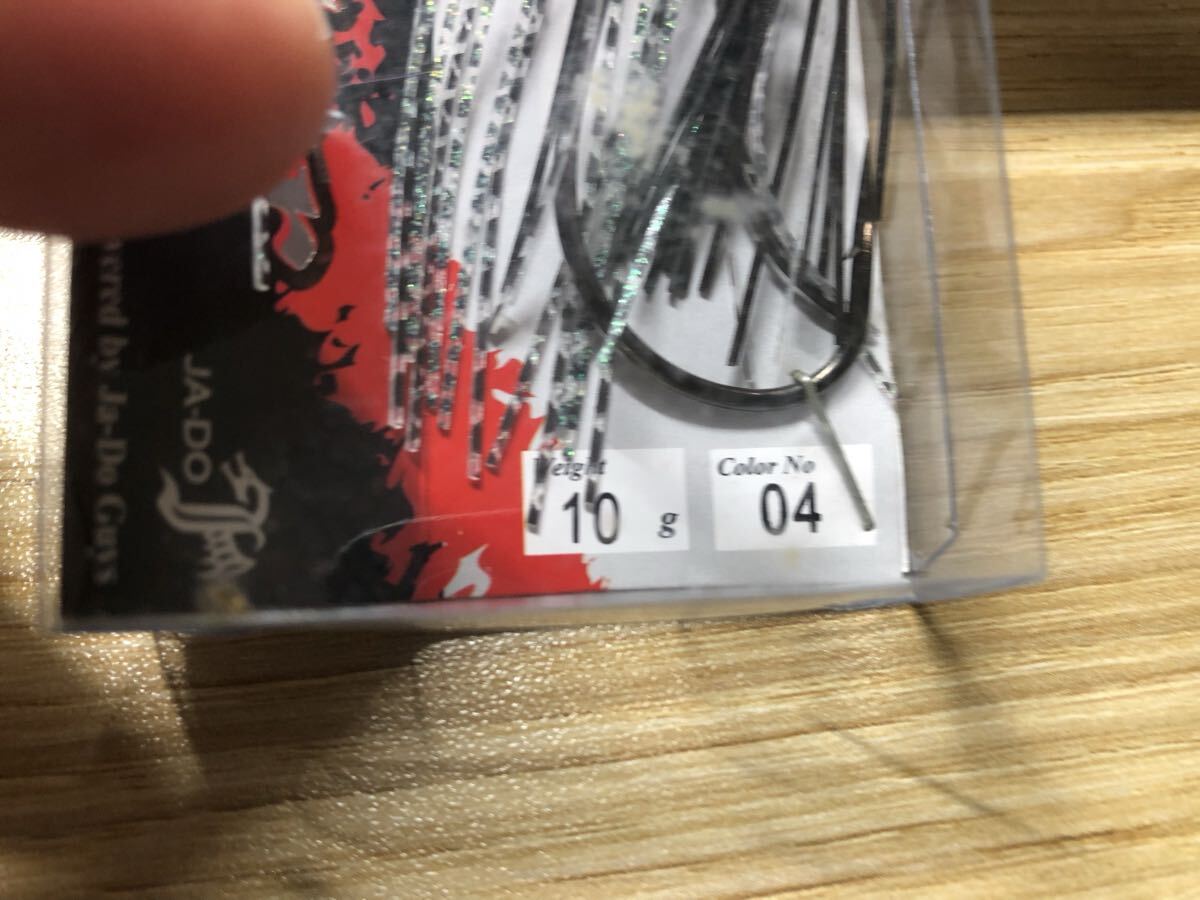 by Ja-Do Guys
JA-DO
Weight
10 g
Color No
04